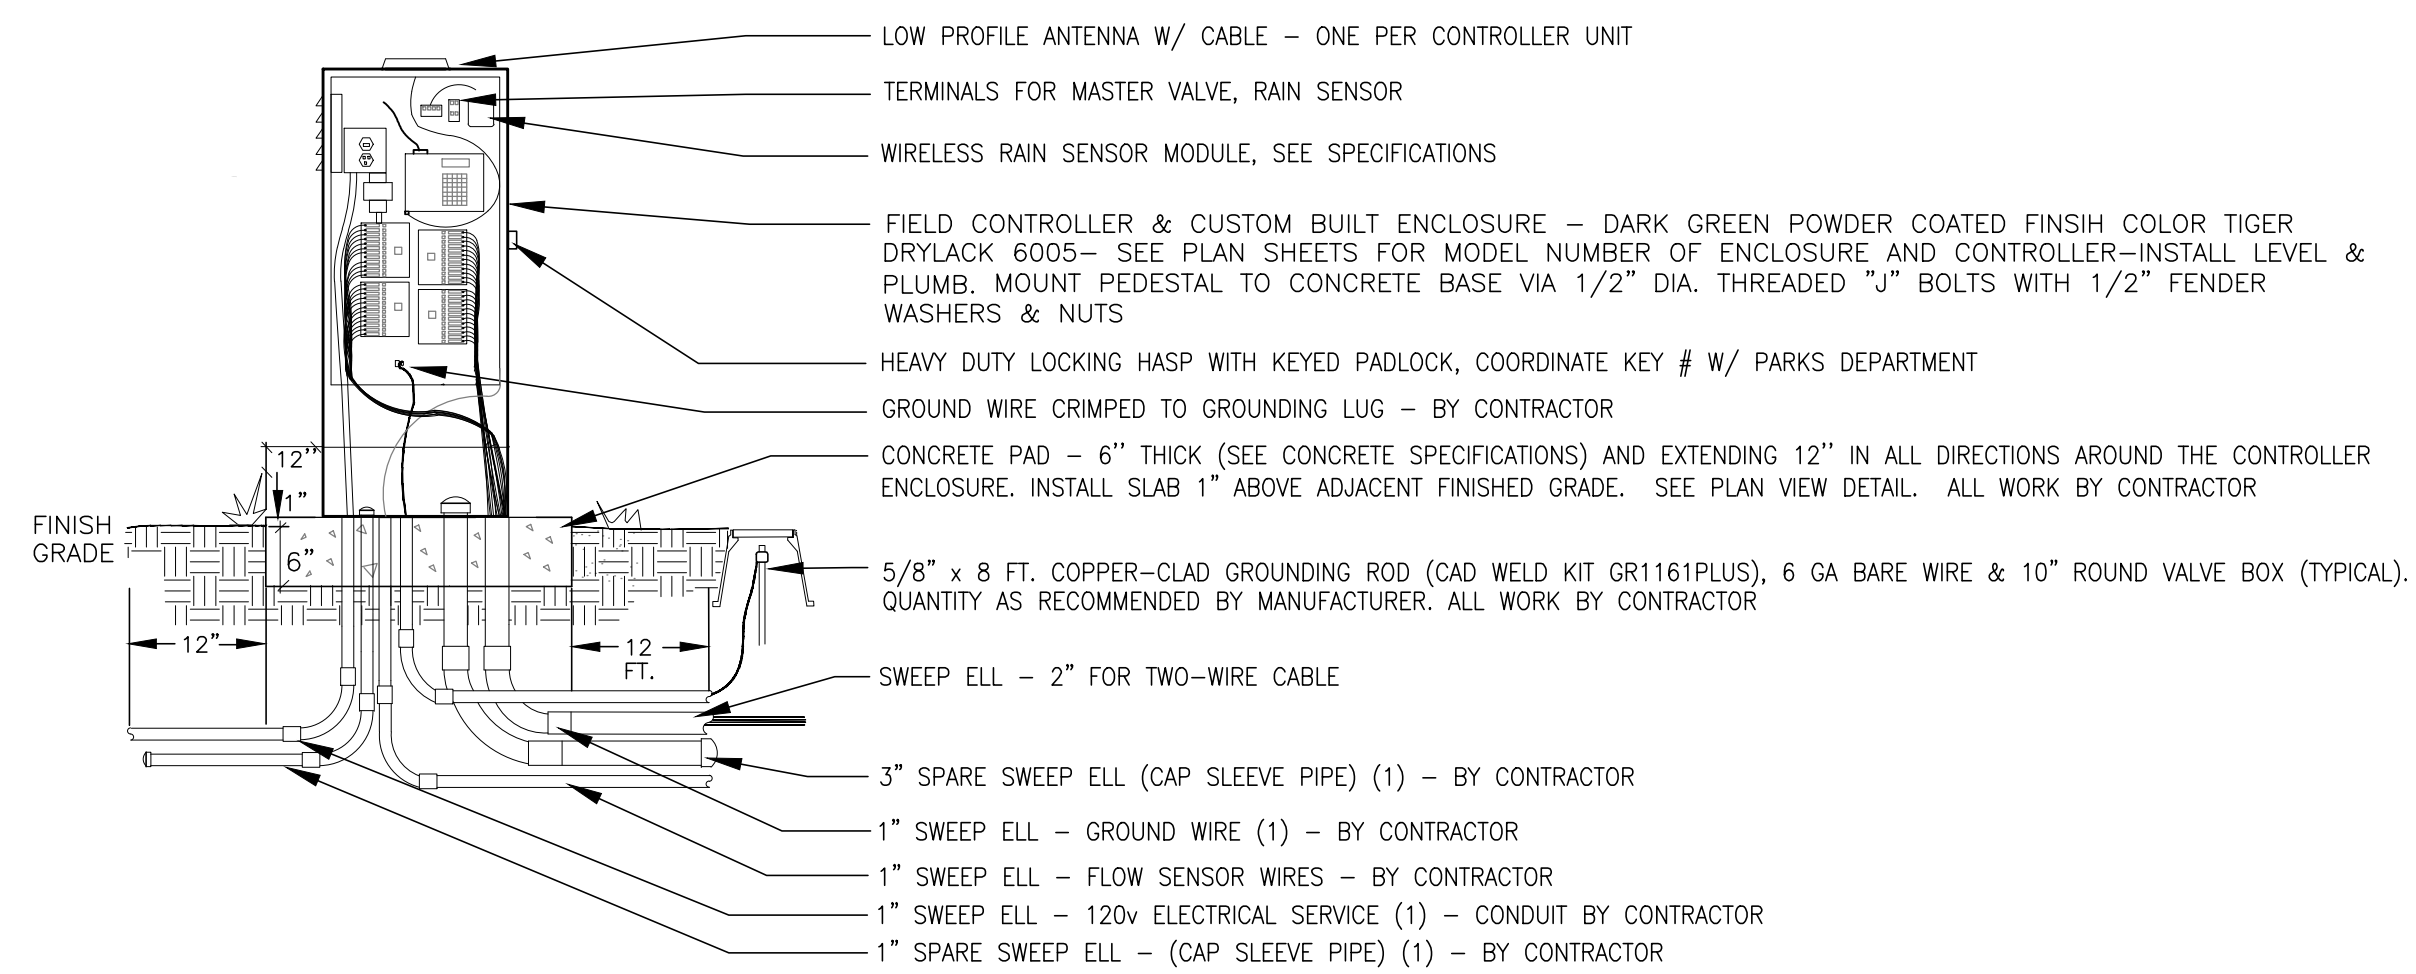 LOW PROFILE ANTENNA W/ CABLE – ONE PER CONTROLLER UNIT
TERMINALS FOR MASTER VALVE, RAIN SENSOR
WIRELESS RAIN SENSOR MODULE, SEE SPECIFICATIONS
FIELD CONTROLLER & CUSTOM BUILT ENCLOSURE – DARK GREEN POWDER COATED FINSIH COLOR TIGER
DRYLACK 6005– SEE PLAN SHEETS FOR MODEL NUMBER OF ENCLOSURE AND CONTROLLER–INSTALL LEVEL &
PLUMB. MOUNT PEDESTAL TO CONCRETE BASE VIA 1/2" DIA. THREADED "J" BOLTS WITH 1/2" FENDER
WASHERS & NUTS
HEAVY DUTY LOCKING HASP WITH KEYED PADLOCK, COORDINATE KEY # W/ PARKS DEPARTMENT
GROUND WIRE CRIMPED TO GROUNDING LUG – BY CONTRACTOR
CONCRETE PAD – 6'' THICK (SEE CONCRETE SPECIFICATIONS) AND EXTENDING 12'' IN ALL DIRECTIONS AROUND THE CONTROLLER
ENCLOSURE. INSTALL SLAB 1" ABOVE ADJACENT FINISHED GRADE. SEE PLAN VIEW DETAIL. ALL WORK BY CONTRACTOR
12"
1"
FINISH
GRADE
6"
5/8" x 8 FT. COPPER–CLAD GROUNDING ROD (CAD WELD KIT GR1161PLUS), 6 GA BARE WIRE & 10" ROUND VALVE BOX (TYPICAL).
QUANTITY AS RECOMMENDED BY MANUFACTURER. ALL WORK BY CONTRACTOR
12"
12
FT.
SWEEP ELL – 2" FOR TWO–WIRE CABLE
3" SPARE SWEEP ELL (CAP SLEEVE PIPE) (1) – BY CONTRACTOR
1" SWEEP ELL – GROUND WIRE (1) – BY CONTRACTOR
1" SWEEP ELL – FLOW SENSOR WIRES – BY CONTRACTOR
1" SWEEP ELL – 120v ELECTRICAL SERVICE (1) – CONDUIT BY CONTRACTOR
1" SPARE SWEEP ELL – (CAP SLEEVE PIPE) (1) – BY CONTRACTOR